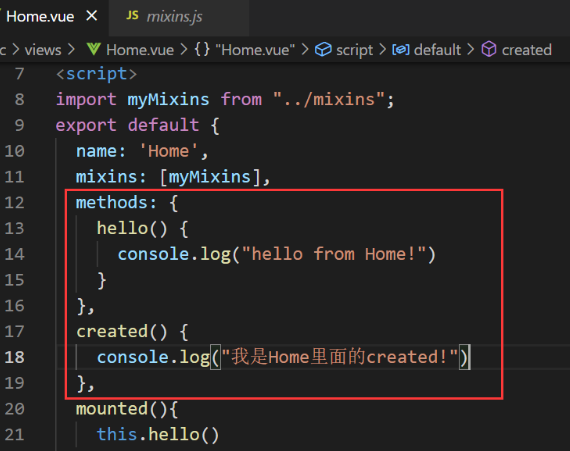 Home.vue × JS mixins.js
c > views > Home.vue > {} "Home.vue" > script > default > created
7 <script>
8 import myMixins from "../mixins";
9 export default {
10 name: 'Home',
11 mixins: [myMixins],
12 methods: {
13 hello() {
14 console.log("hello from Home!")
15 }
16 },
17 created() {
18 console.log("我是Home里面的created!")
19 },
20 mounted(){
21 this.hello()